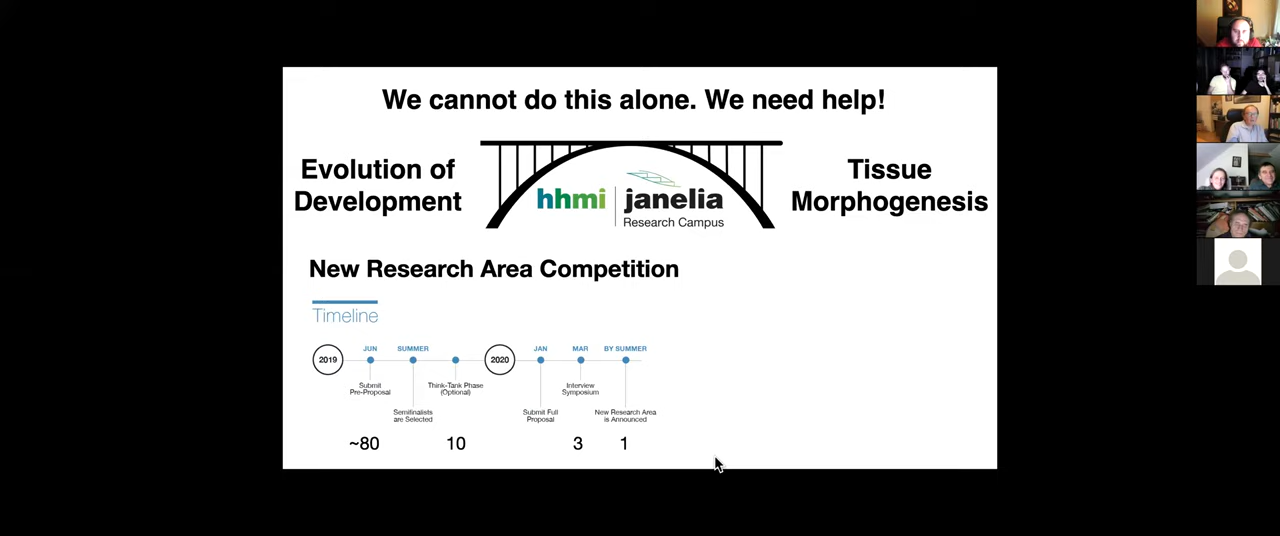 We cannot do this alone. We need help!
Evolution of
Development
hhmi janelia
Research Campus
Tissue
Morphogenesis
New Research Area Competition
Timeline
2019
JUN
SUMMER
2020
JAN
MAR
BY SUMMER
Submit
Pre-Proposal
Semifinalists
are Selected
Think-Tank Phase
(Optional)
Submit Full
Proposal
Interview
Symposium
New Research Area
is Announced
~80
10
3
1